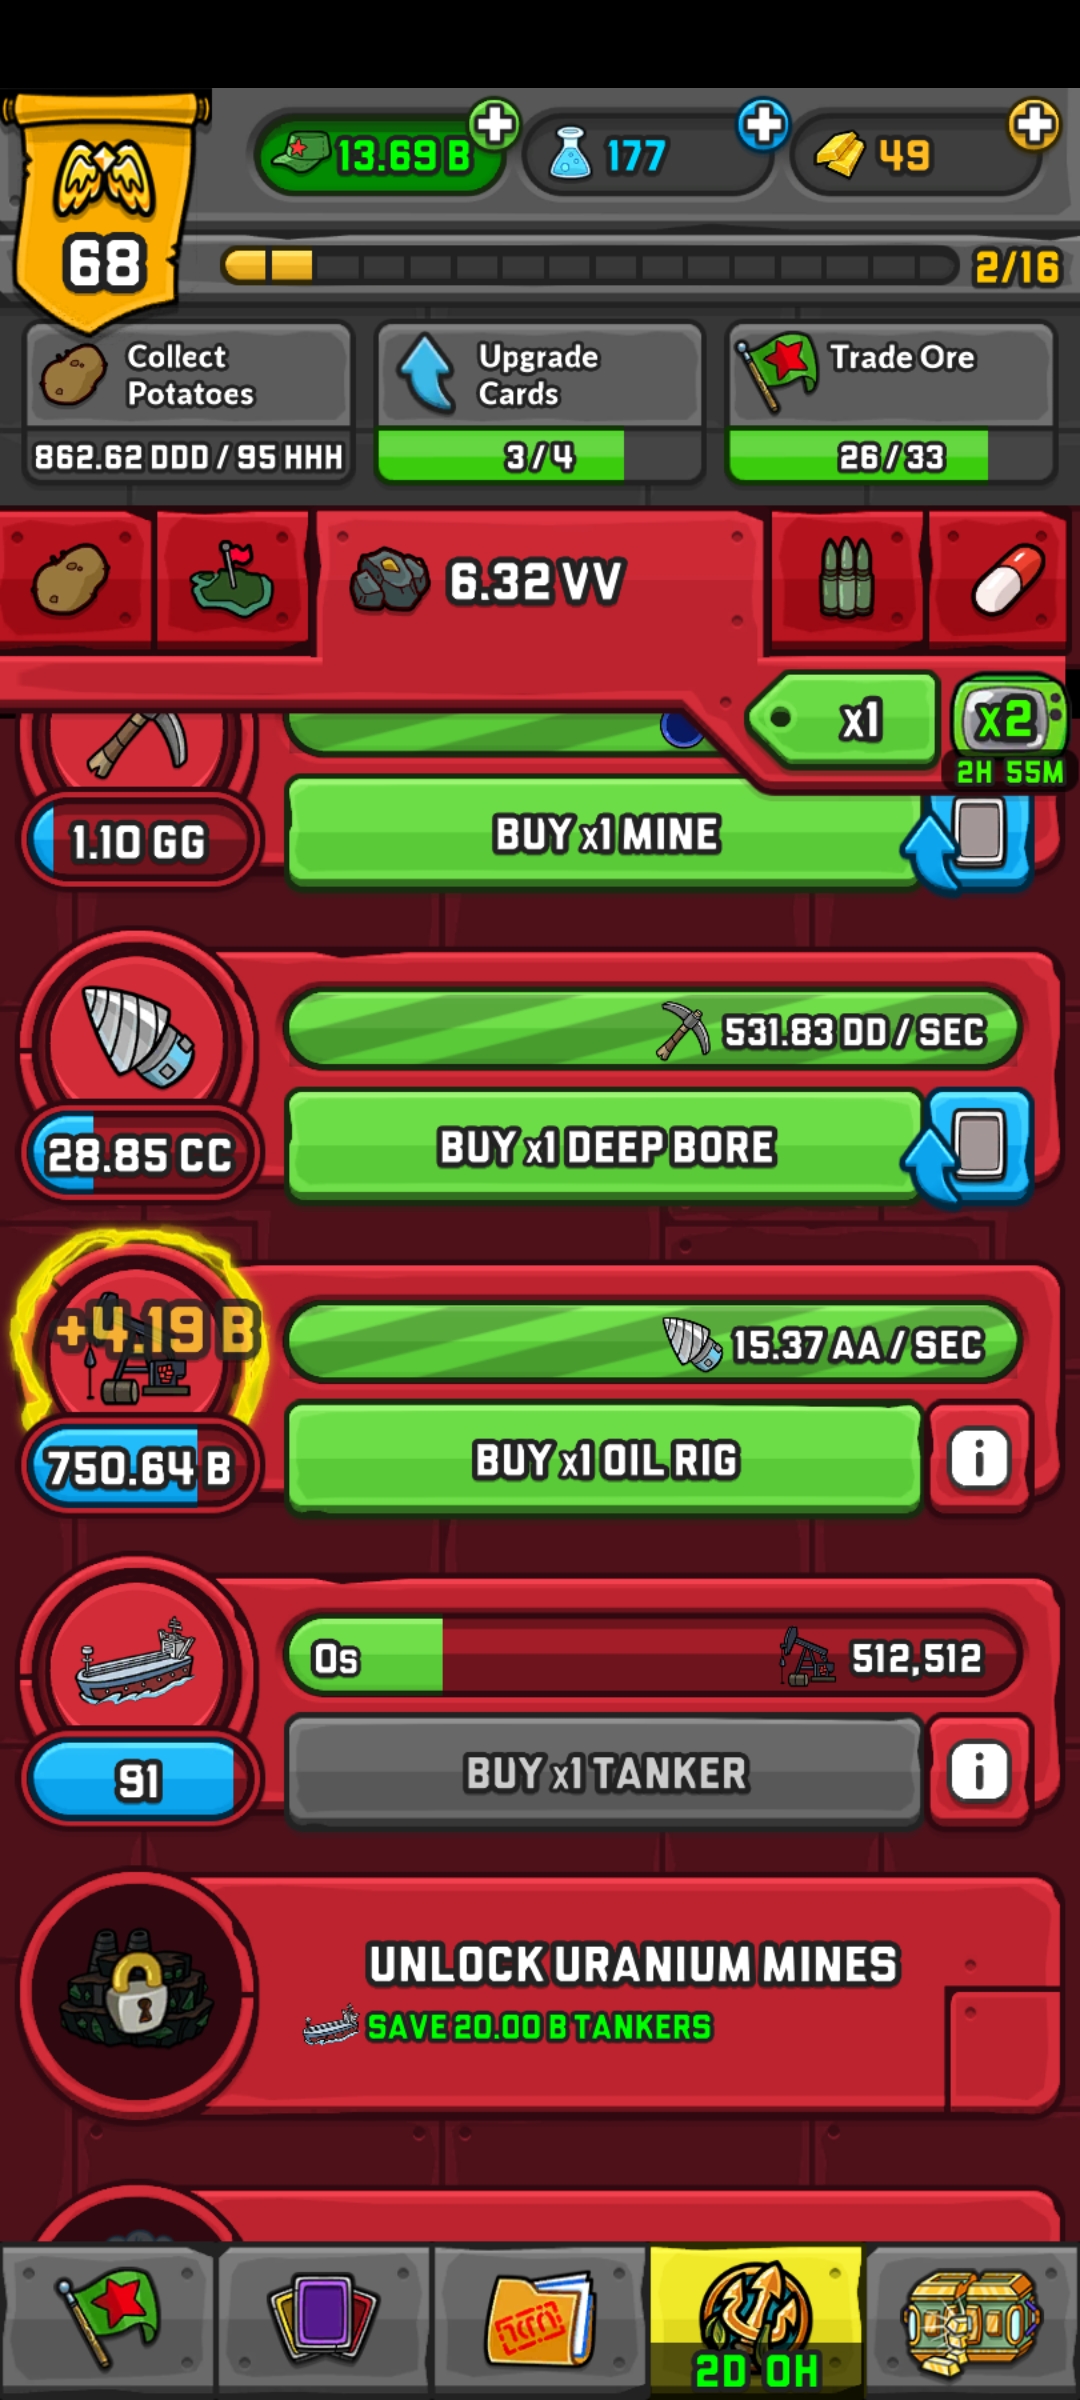 13.69 B
177
49
68
2/16
Collect
Potatoes
862.62 DDD / 95 HHH
Upgrade
Cards
3/4
Trade Ore
26/33
6.32 VV
x1
x2
2H 55M
1.10 GG
BUY x1 MINE
531.83 DD / SEC
28.85 CC
BUY x1 DEEP BORE
+4.19 B
15.37 AA / SEC
750.64 B
BUY x1 OIL RIG
i
0s
512,512
91
BUY x1 TANKER
i
UNLOCK URANIUM MINES
SAVE 20.00 B TANKERS
2D 0H